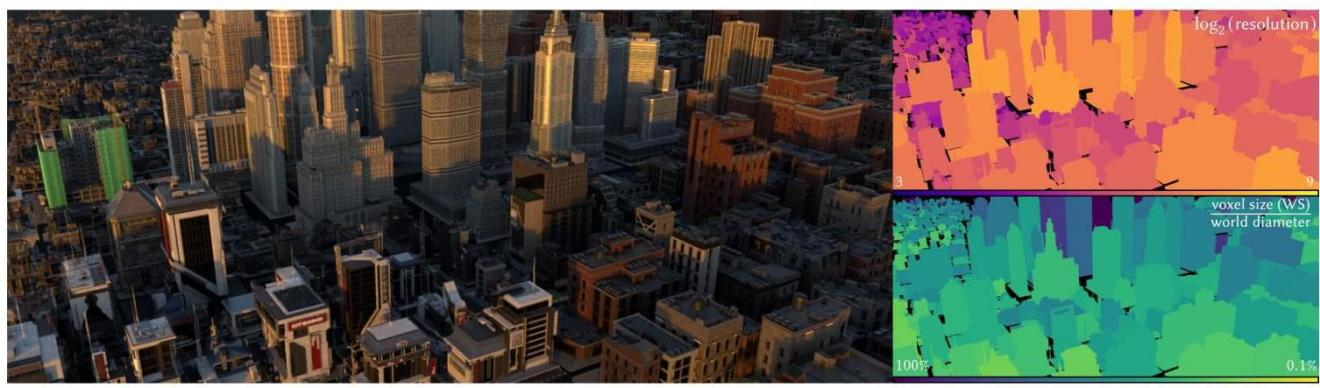 log₂(resolution)
3
9
voxel size (WS)
world diameter
100%
0.1%